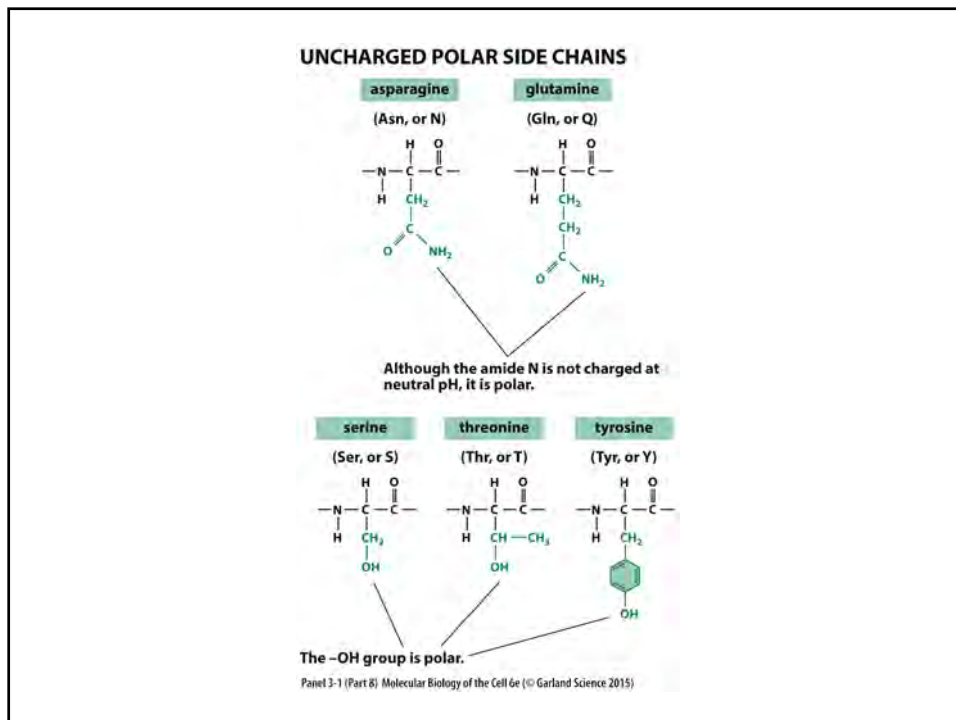 UNCHARGED POLAR SIDE CHAINS
asparagine glutamine
(Asn, or N) (Gln, or Q)
H O H O
N C C N C C
H CH2 H CH2
C CH2
O NH2 C
O NH2
Although the amide N is not charged at
neutral pH, it is polar.
serine threonine tyrosine
(Ser, or S) (Thr, or T) (Tyr, or Y)
H O H O H O
N C C N C C N C C
H CH2 H CH CH3 H CH2
OH OH
OH
The –OH group is polar.
Panel 3-1 (Part 8) Molecular Biology of the Cell 6e (© Garland Science 2015)